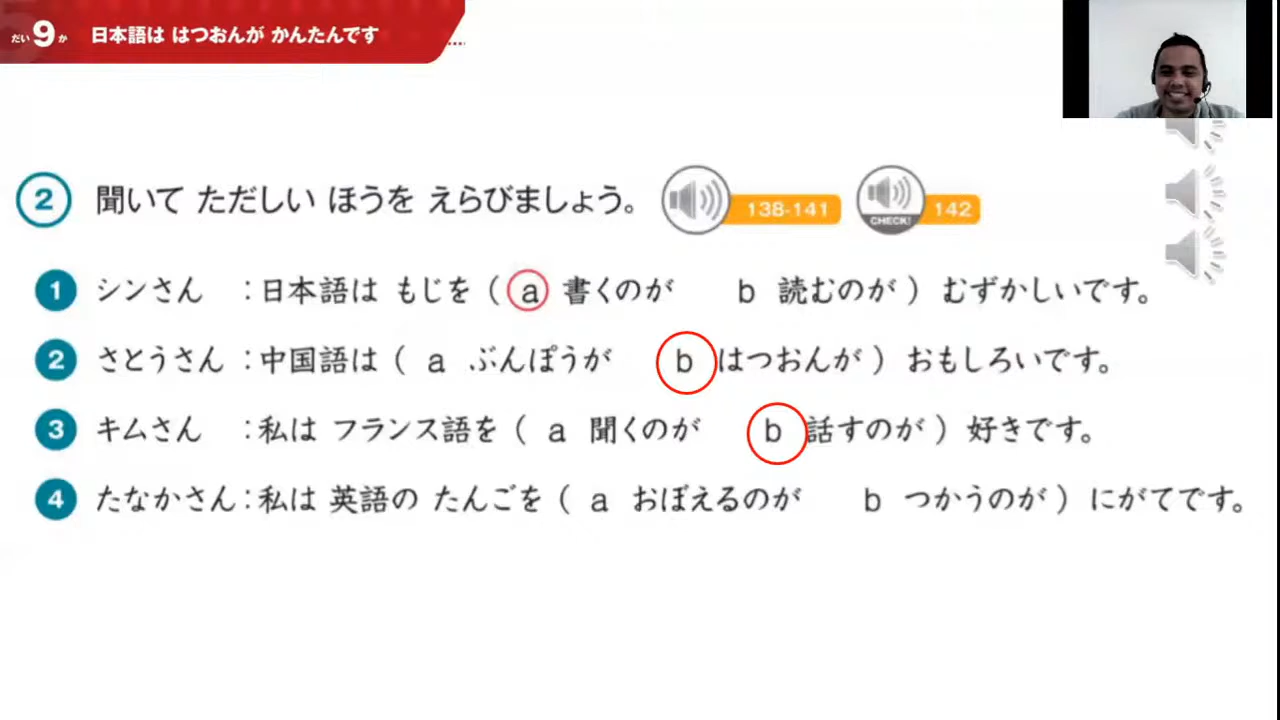 だい9か 日本語は はつおんが かんたんです
2 聞いて ただしい ほうを えらびましょう。 138-141 CHECK! 142
1 シンさん :日本語は もじを ( a 書くのが b 読むのが ) むずかしいです。
2 さとうさん :中国語は ( a ぶんぽうが b はつおんが ) おもしろいです。
3 キムさん :私は フランス語を ( a 聞くのが b 話すのが ) 好きです。
4 たなかさん:私は 英語の たんごを ( a おぼえるのが b つかうのが ) にがてです。